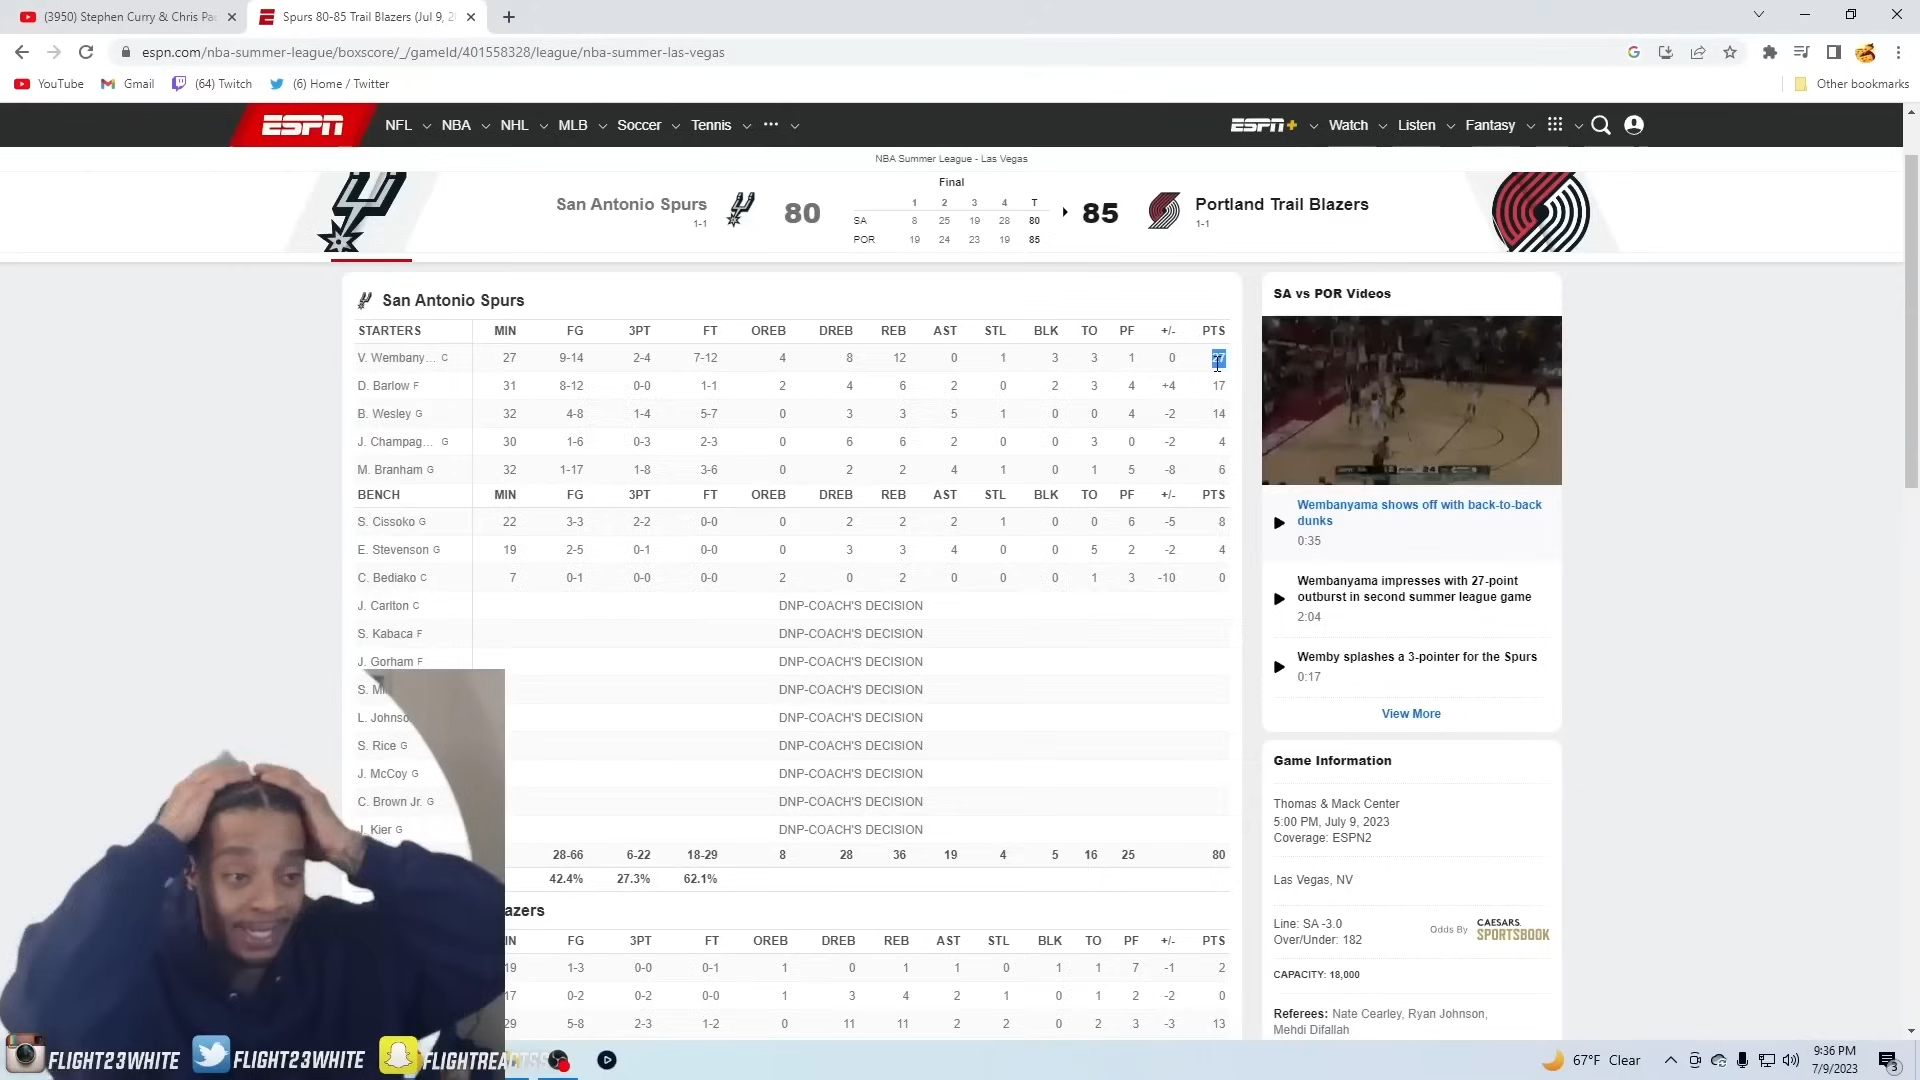 (3950) Stephen Curry & Chris Pa
Spurs 80-85 Trail Blazers (Jul 9, 2
espn.com/nba-summer-league/boxscore/_/gameId/401558328/league/nba-summer-las-vegas
YouTube Gmail (64) Twitch (6) Home / Twitter Other bookmarks
ESPN NFL NBA NHL MLB Soccer Tennis ESPN+ Watch Listen Fantasy
NBA Summer League - Las Vegas
Final
San Antonio Spurs 1-1 80
1 2 3 4 T
SA 8 25 19 28 80
POR 19 24 23 19 85
85 Portland Trail Blazers 1-1
San Antonio Spurs
STARTERS MIN FG 3PT FT OREB DREB REB AST STL BLK TO PF +/- PTS
V. Wembany... C 27 9-14 2-4 7-12 4 8 12 0 1 3 3 1 0 27
D. Barlow F 31 8-12 0-0 1-1 2 4 6 2 0 2 3 4 +4 17
B. Wesley G 32 4-8 1-4 5-7 0 3 3 5 1 0 0 4 -2 14
J. Champag... G 30 1-6 0-3 2-3 0 6 6 2 0 0 3 0 -2 4
M. Branham G 32 1-17 1-8 3-6 0 2 2 4 1 0 1 5 -8 6
BENCH MIN FG 3PT FT OREB DREB REB AST STL BLK TO PF +/- PTS
S. Cissoko G 22 3-3 2-2 0-0 0 2 2 2 1 0 0 6 -5 8
E. Stevenson G 19 2-5 0-1 0-0 0 3 3 4 0 0 5 2 -2 4
C. Bediako C 7 0-1 0-0 0-0 2 0 2 0 0 0 1 3 -10 0
J. Carlton C DNP-COACH'S DECISION
S. Kabaca F DNP-COACH'S DECISION
J. Gorham F DNP-COACH'S DECISION
S. M DNP-COACH'S DECISION
L. Johnso DNP-COACH'S DECISION
S. Rice G DNP-COACH'S DECISION
J. McCoy G DNP-COACH'S DECISION
C. Brown Jr. G DNP-COACH'S DECISION
J. Kier G DNP-COACH'S DECISION
28-66 6-22 18-29 8 28 36 19 4 5 16 25 80
42.4% 27.3% 62.1%
azers
IN FG 3PT FT OREB DREB REB AST STL BLK TO PF +/- PTS
19 1-3 0-0 0-1 1 0 1 1 0 1 1 7 -1 2
17 0-2 0-2 0-0 1 3 4 2 1 0 1 2 -2 0
29 5-8 2-3 1-2 0 11 11 2 2 0 2 3 -3 13
SA vs POR Videos
Wembanyama shows off with back-to-back
dunks
0:35
Wembanyama impresses with 27-point
outburst in second summer league game
2:04
Wemby splashes a 3-pointer for the Spurs
0:17
View More
Game Information
Thomas & Mack Center
5:00 PM, July 9, 2023
Coverage: ESPN2
Las Vegas, NV
Line: SA -3.0
Over/Under: 182
Odds By CAESARS SPORTSBOOK
CAPACITY: 18,000
Referees: Nate Cearley, Ryan Johnson,
Mehdi Difallah
FLIGHT23WHITE FLIGHT23WHITE FLIGHTREACTSS
67°F Clear
9:36 PM
7/9/2023
3